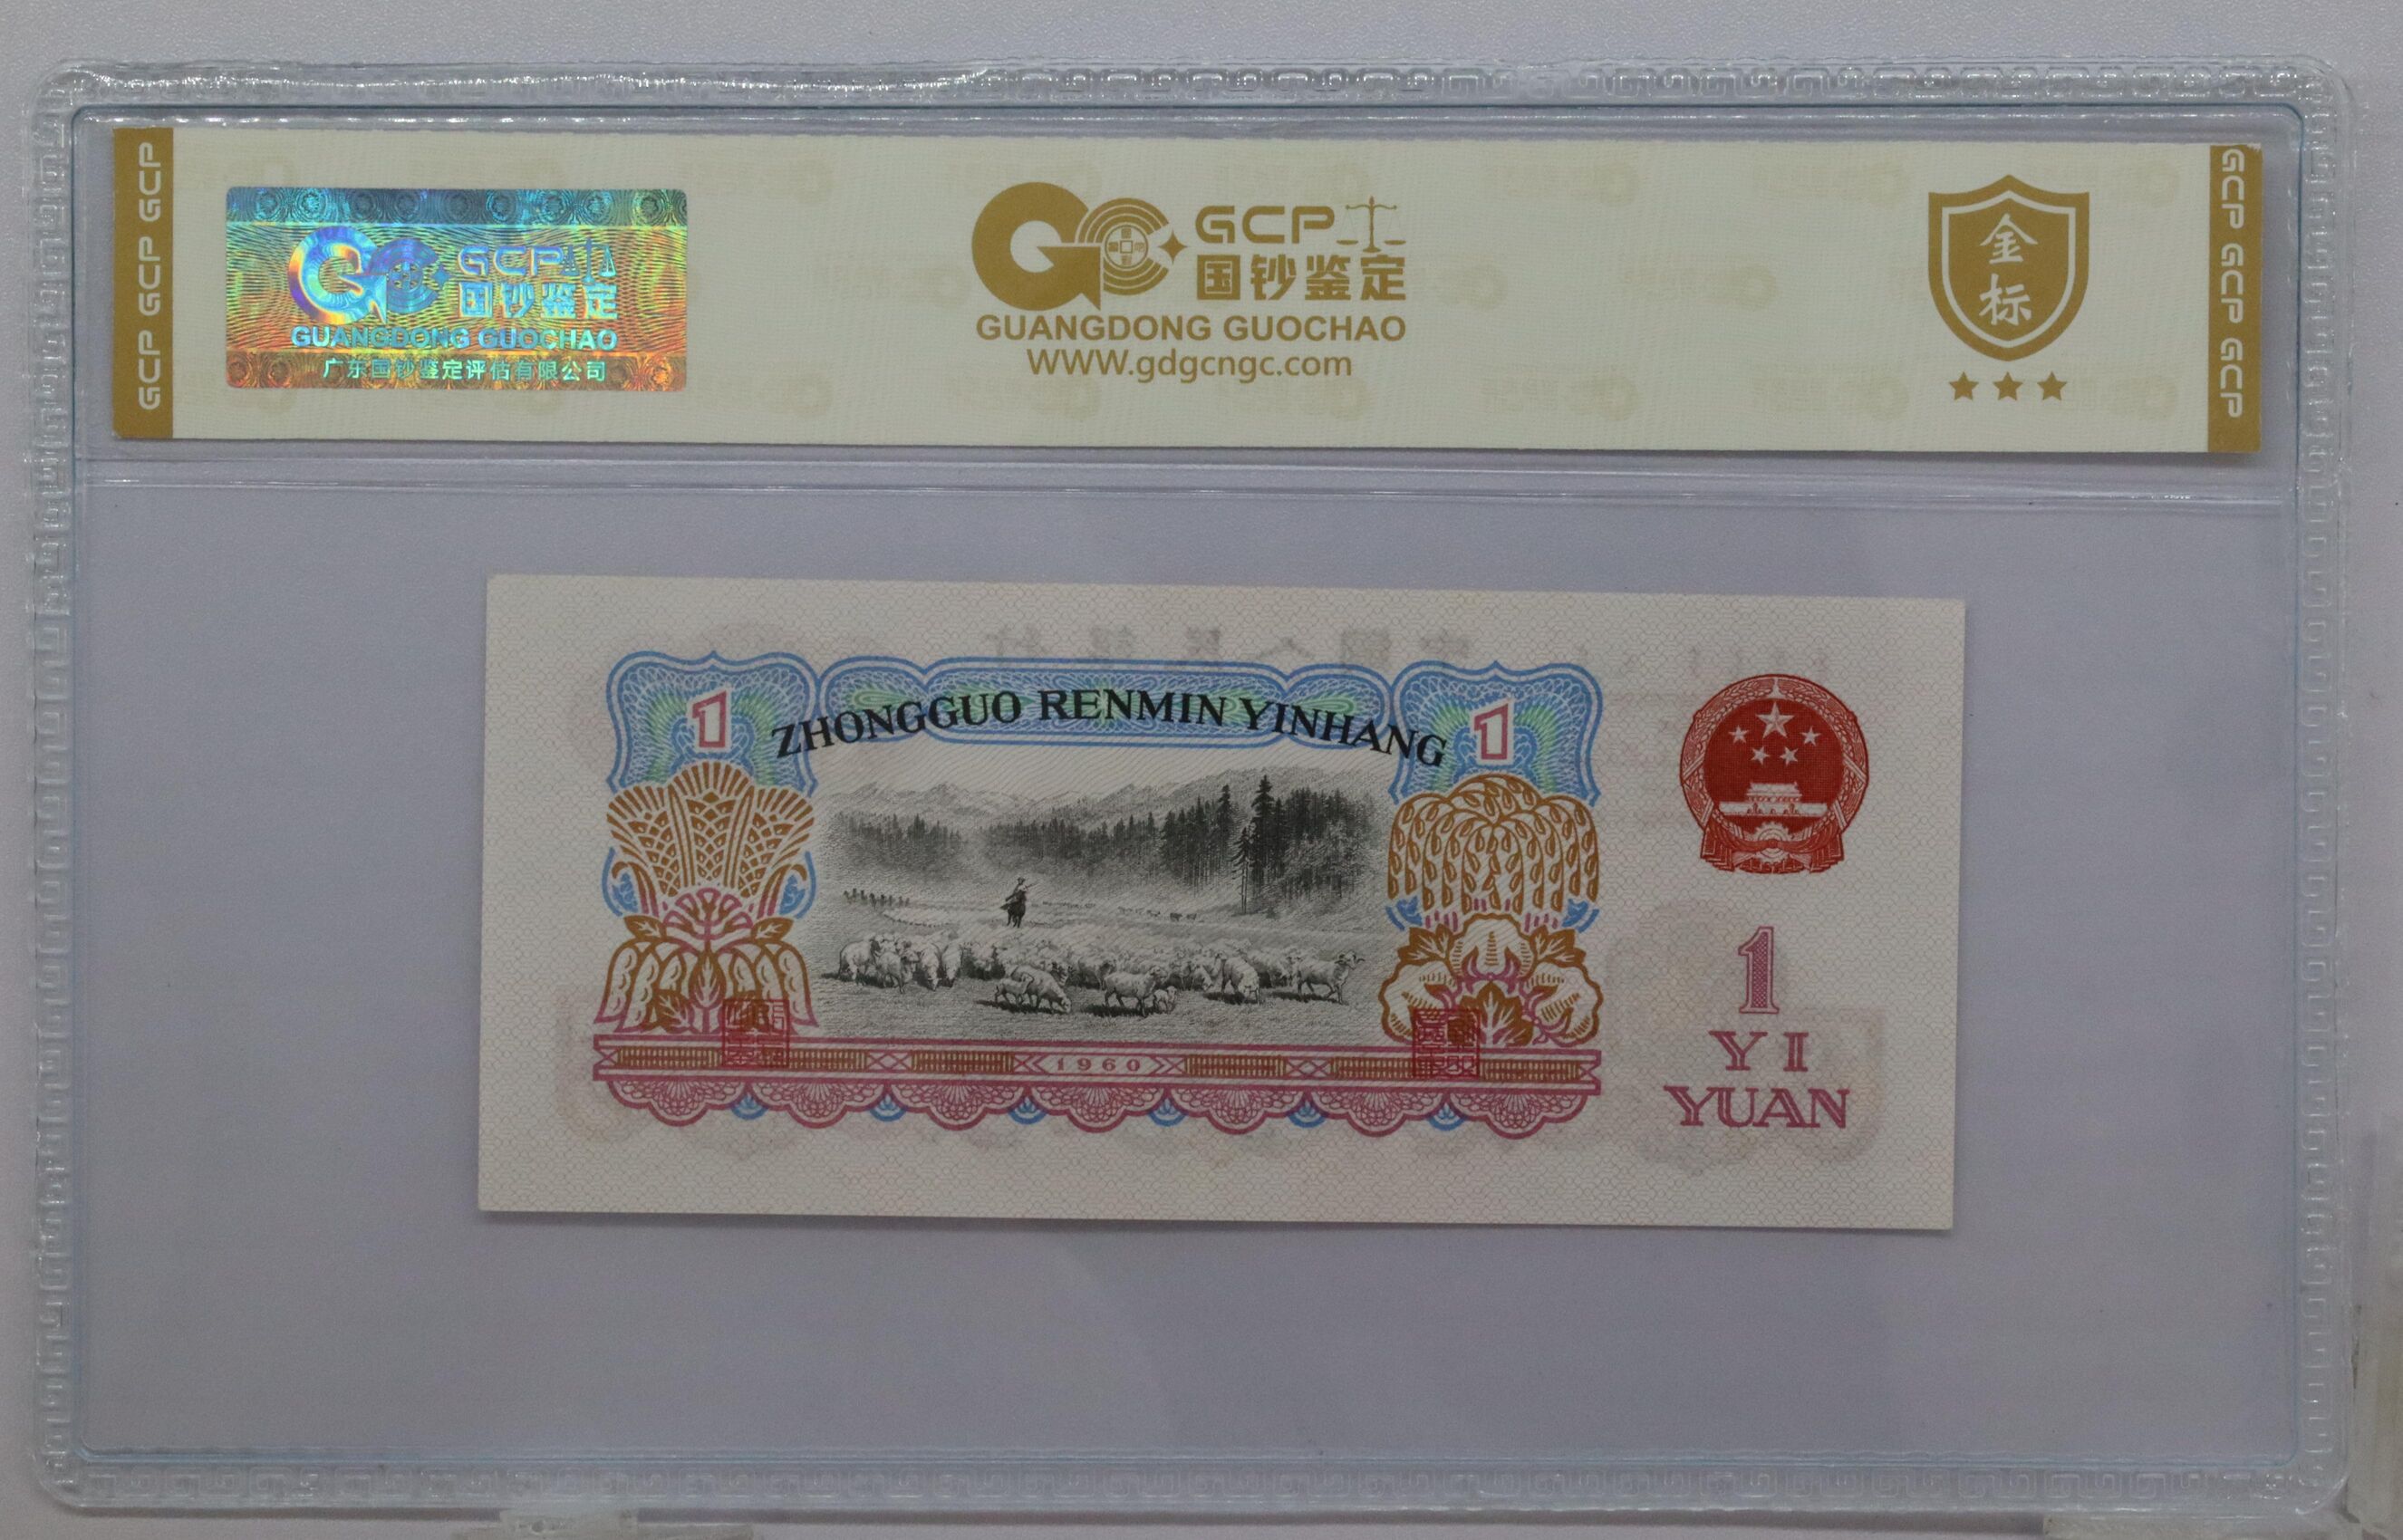 GCP GCP GCP
GCP
国钞鉴定
GUANGDONG GUOCHAO
广东国钞鉴定评估有限公司
GCP
国钞鉴定
GUANGDONG GUOCHAO
WWW.gdgcngc.com
金
标
GCP GCP GCP
1
ZHONGGUO RENMIN YINHANG
1
1960
1
YI
YUAN